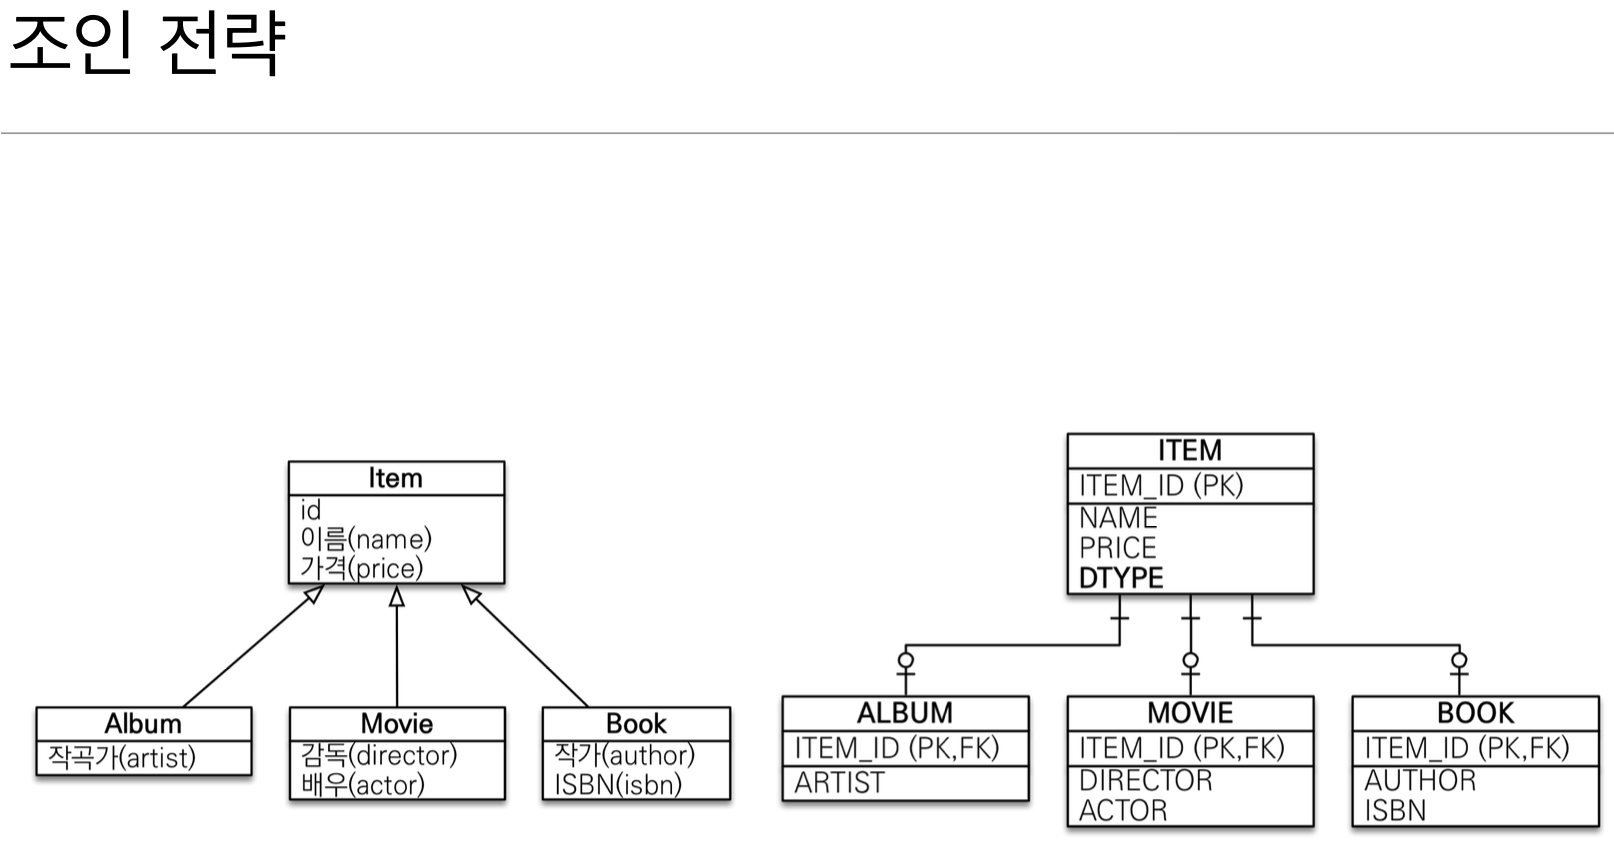 조인 전략
Item
id
이름(name)
가격(price)
Album
작곡가(artist)
Movie
감독(director)
배우(actor)
Book
작가(author)
ISBN(isbn)
ITEM
ITEM_ID (PK)
NAME
PRICE
DTYPE
ALBUM
ITEM_ID (PK,FK)
ARTIST
MOVIE
ITEM_ID (PK,FK)
DIRECTOR
ACTOR
BOOK
ITEM_ID (PK,FK)
AUTHOR
ISBN